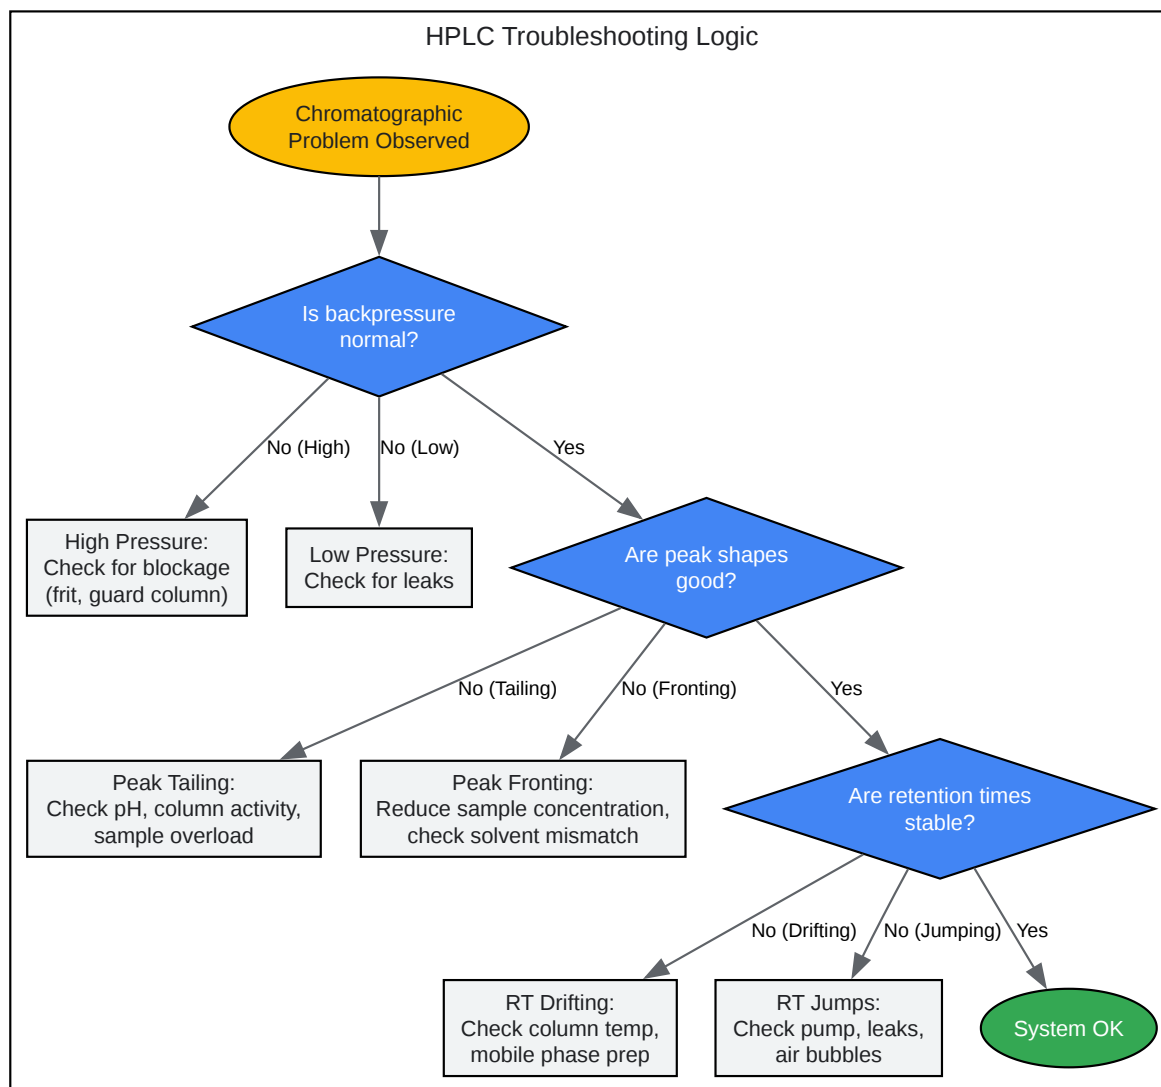 HPLC Troubleshooting Logic
Chromatographic
Problem Observed
Is backpressure
normal?
No (High)
No (Low)
Yes
High Pressure:
Check for blockage
(frit, guard column)
Low Pressure:
Check for leaks
Are peak shapes
good?
No (Tailing)
No (Fronting)
Yes
Peak Tailing:
Check pH, column activity,
sample overload
Peak Fronting:
Reduce sample concentration,
check solvent mismatch
Are retention times
stable?
No (Drifting)
No (Jumping)
Yes
RT Drifting:
Check column temp,
mobile phase prep
RT Jumps:
Check pump, leaks,
air bubbles
System OK